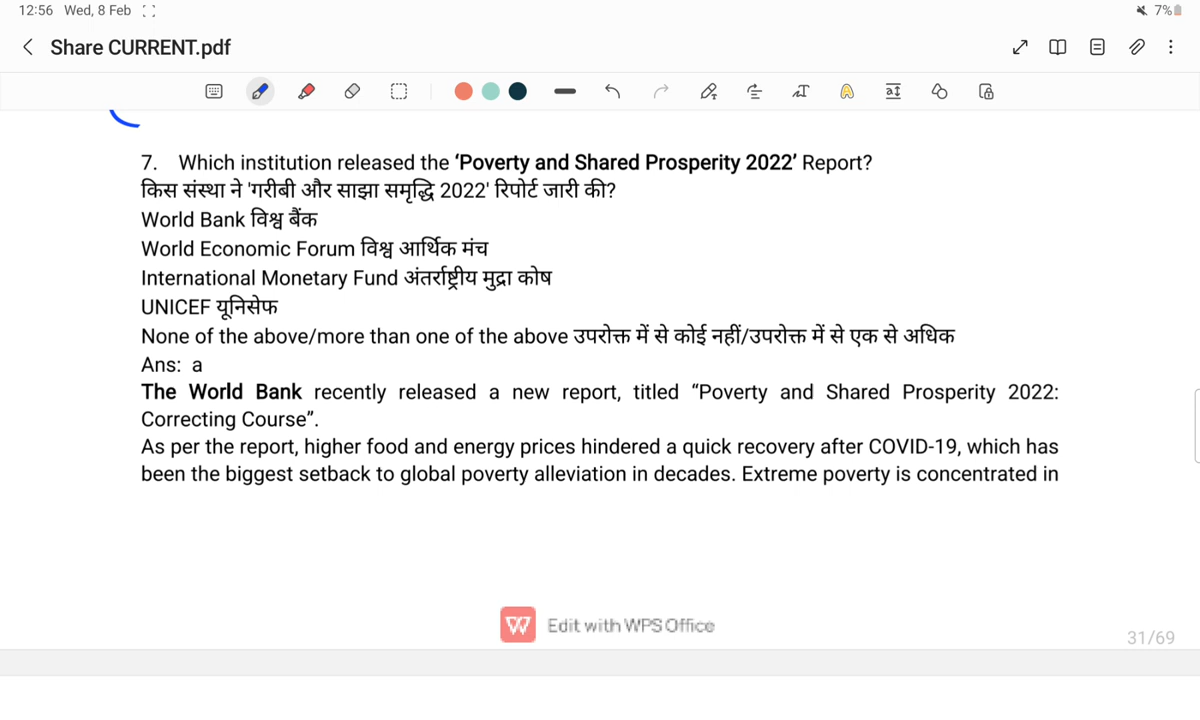 12:56 Wed, 8 Feb 7%
Share CURRENT.pdf
7. Which institution released the ‘Poverty and Shared Prosperity 2022’ Report?
किस संस्था ने 'गरीबी और साझा समृद्धि 2022' रिपोर्ट जारी की?
World Bank विश्व बैंक
World Economic Forum विश्व आर्थिक मंच
International Monetary Fund अंतर्राष्ट्रीय मुद्रा कोष
UNICEF यूनिसेफ
None of the above/more than one of the above उपरोक्त में से कोई नहीं/उपरोक्त में से एक से अधिक
Ans: a
The World Bank recently released a new report, titled “Poverty and Shared Prosperity 2022:
Correcting Course”.
As per the report, higher food and energy prices hindered a quick recovery after COVID-19, which has
been the biggest setback to global poverty alleviation in decades. Extreme poverty is concentrated in
W Edit with WPS Office
31/69